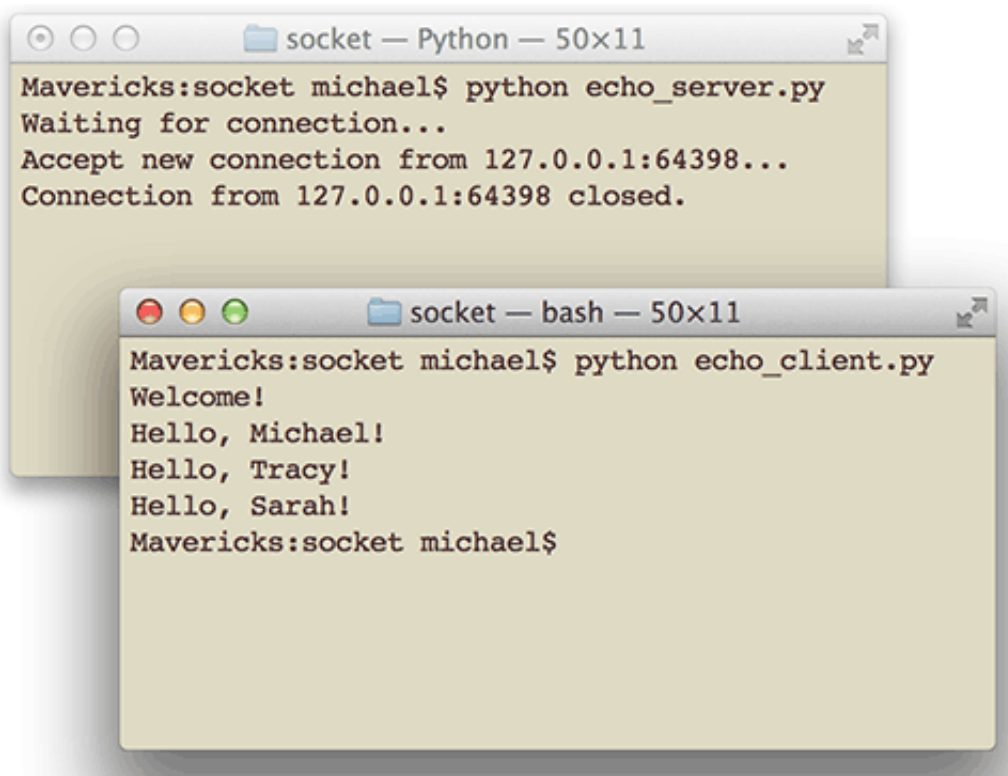 socket — Python — 50×11
Mavericks:socket michael$ python echo_server.py
Waiting for connection...
Accept new connection from 127.0.0.1:64398...
Connection from 127.0.0.1:64398 closed.
socket — bash — 50×11
Mavericks:socket michael$ python echo_client.py
Welcome!
Hello, Michael!
Hello, Tracy!
Hello, Sarah!
Mavericks:socket michael$